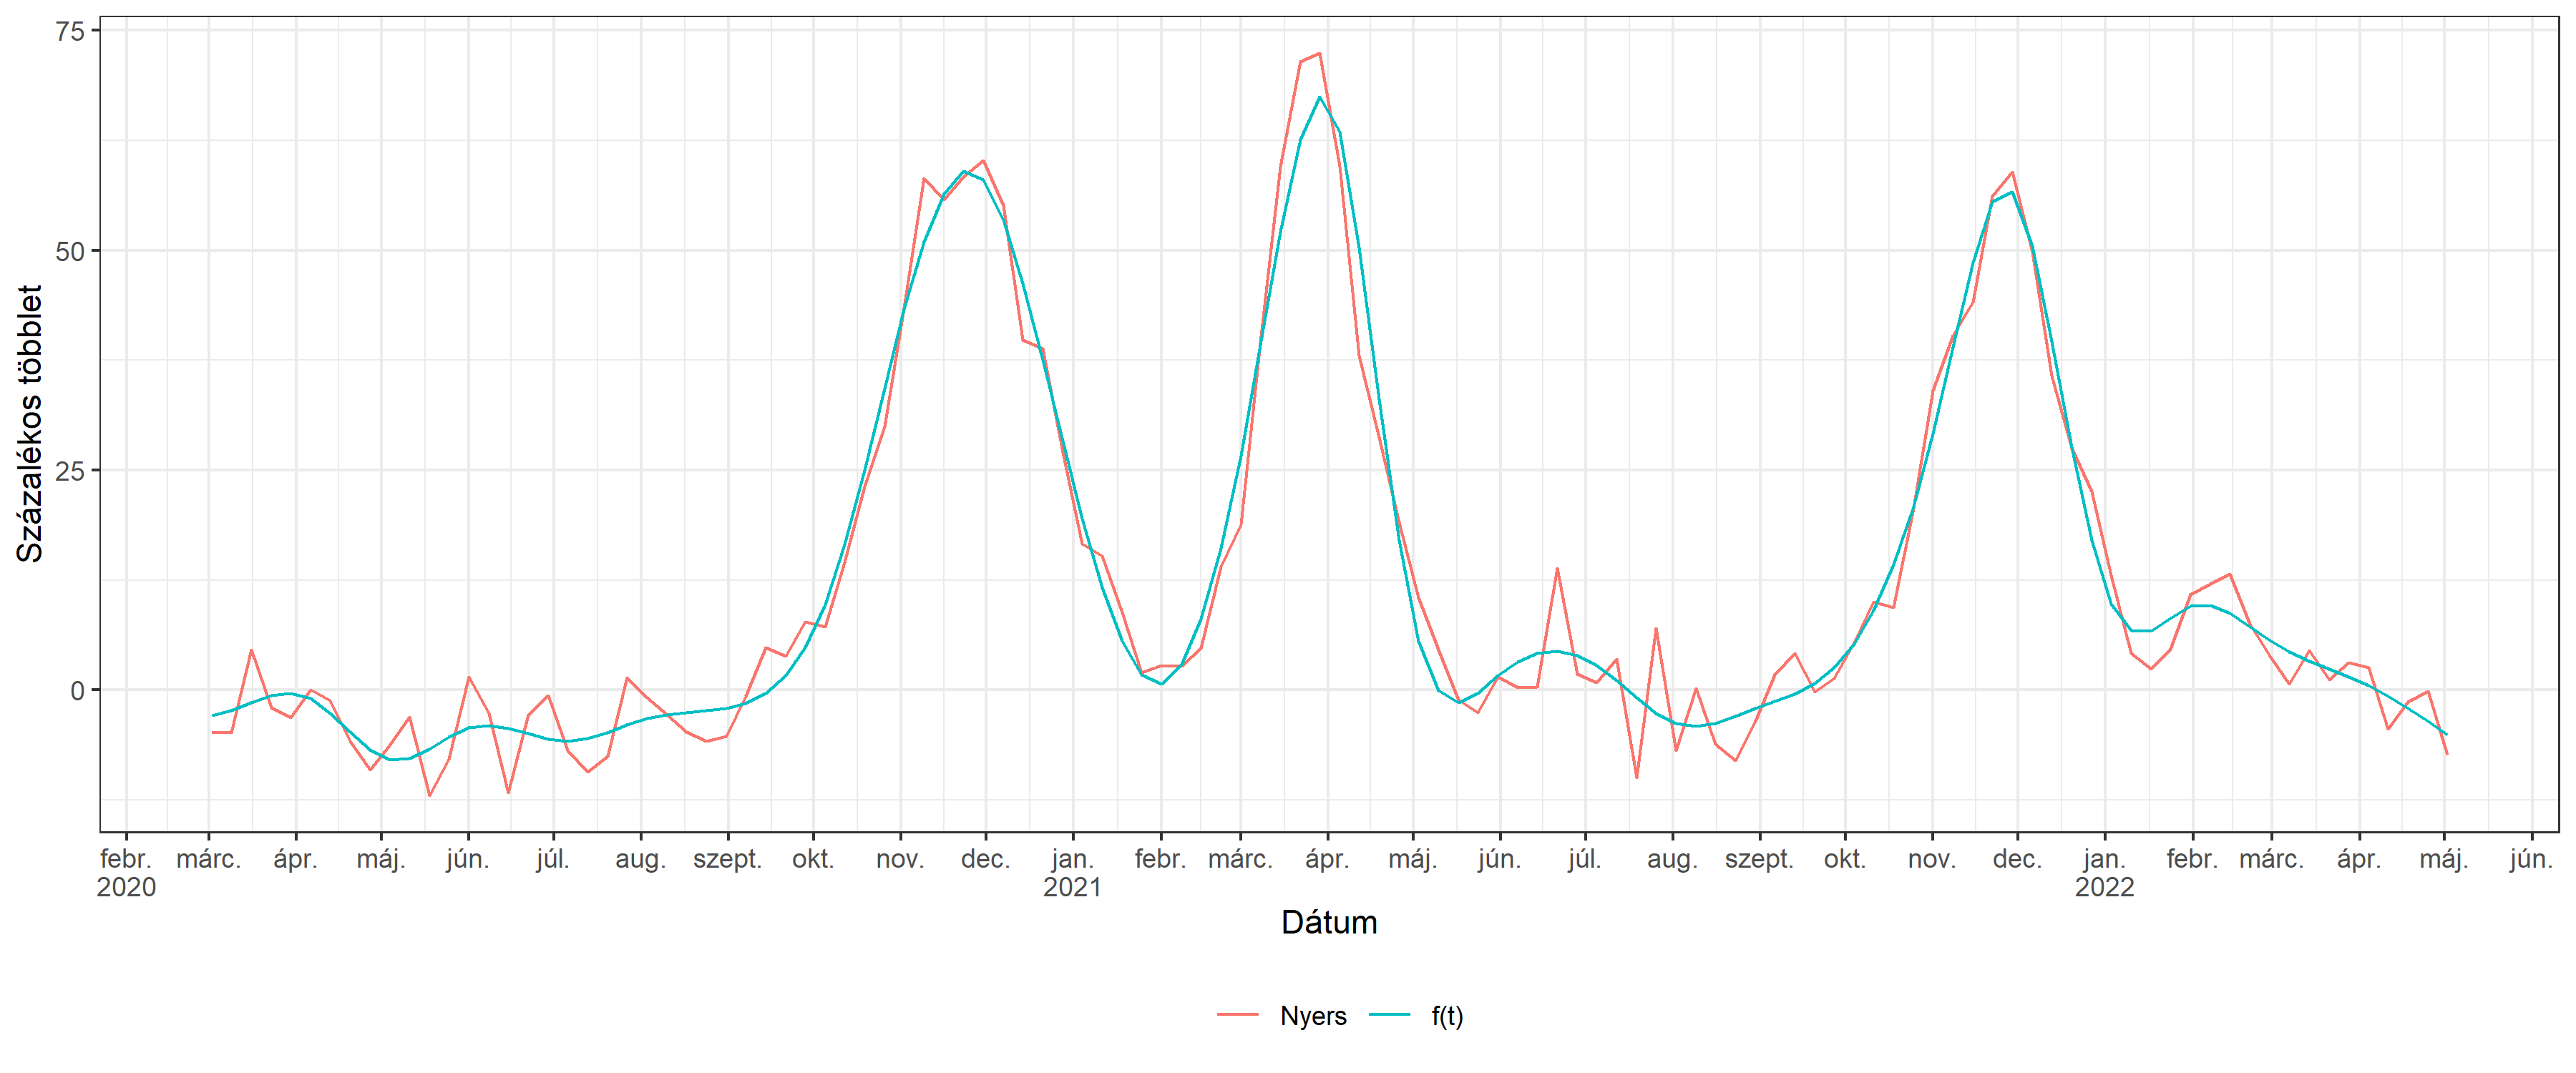 75
50
25
0
Százalékos többlet
febr. márc. ápr. máj. jún. júl. aug. szept. okt. nov. dec. jan. febr. márc. ápr. máj. jún. júl. aug. szept. okt. nov. dec. jan. febr. márc. ápr. máj. jún.
2020 2021 2022
Dátum
Nyers f(t)